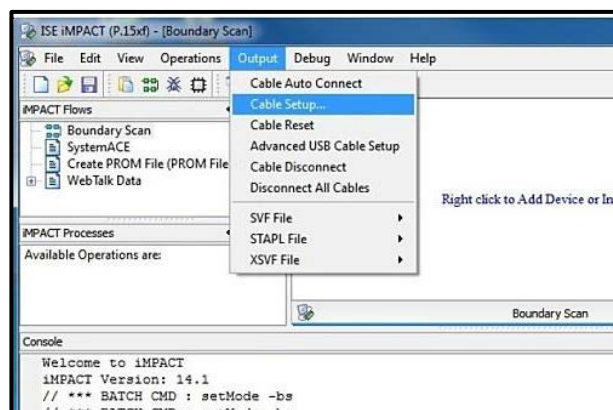 ISE iMPACT (P.15xf) - [Boundary Scan]
File Edit View Operations Output Debug Window Help
Cable Auto Connect
Cable Setup...
Cable Reset
Advanced USB Cable Setup
Cable Disconnect
Disconnect All Cables
SVF File
STAPL File
XSVF File
iMPACT Flows
Boundary Scan
SystemACE
Create PROM File (PROM File
WebTalk Data
iMPACT Processes
Available Operations are:
Right click to Add Device or In
Boundary Scan
Console
Welcome to iMPACT
iMPACT Version: 14.1
// *** BATCH CMD : setMode -bs